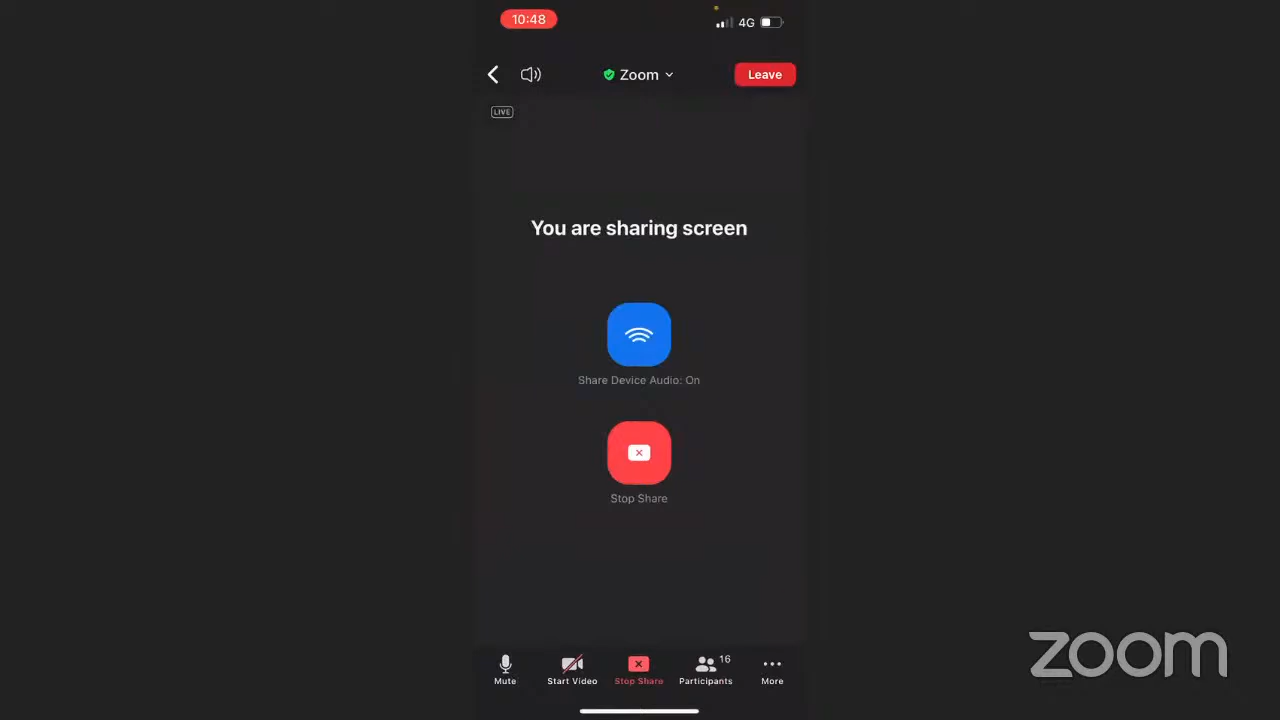 10:48
4G
Zoom
Leave
LIVE
You are sharing screen
Share Device Audio: On
Stop Share
16
Mute
Start Video
Stop Share
Participants
More
zoom